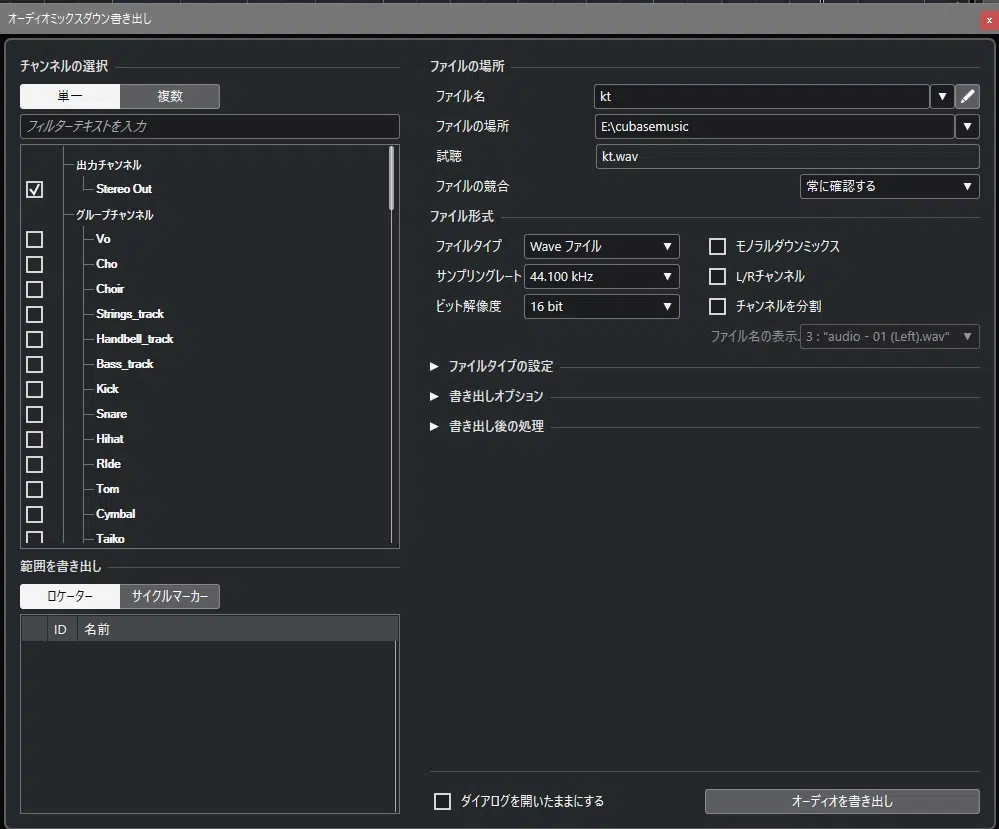 オーディオミックスダウン書き出し
x
チャンネルの選択
単一
複数
フィルターテキストを入力
出力チャンネル
Stereo Out
グループチャンネル
Vo
Cho
Choir
Strings_track
Handbell_track
Bass_track
Kick
Snare
Hihat
RIde
Tom
Cymbal
Taiko
範囲を書き出し
ロケーター
サイクルマーカー
ID 名前
ファイルの場所
ファイル名 kt
ファイルの場所 E:\cubasemusic
試聴 kt.wav
ファイルの競合 常に確認する
ファイル形式
ファイルタイプ Wave ファイル
モノラルダウンミックス
サンプリングレート 44.100 kHz
L/Rチャンネル
ビット解像度 16 bit
チャンネルを分割
ファイル名の表示. 3 : "audio - 01 (Left).wav"
ファイルタイプの設定
書き出しオプション
書き出し後の処理
ダイアログを開いたままにする
オーディオを書き出し